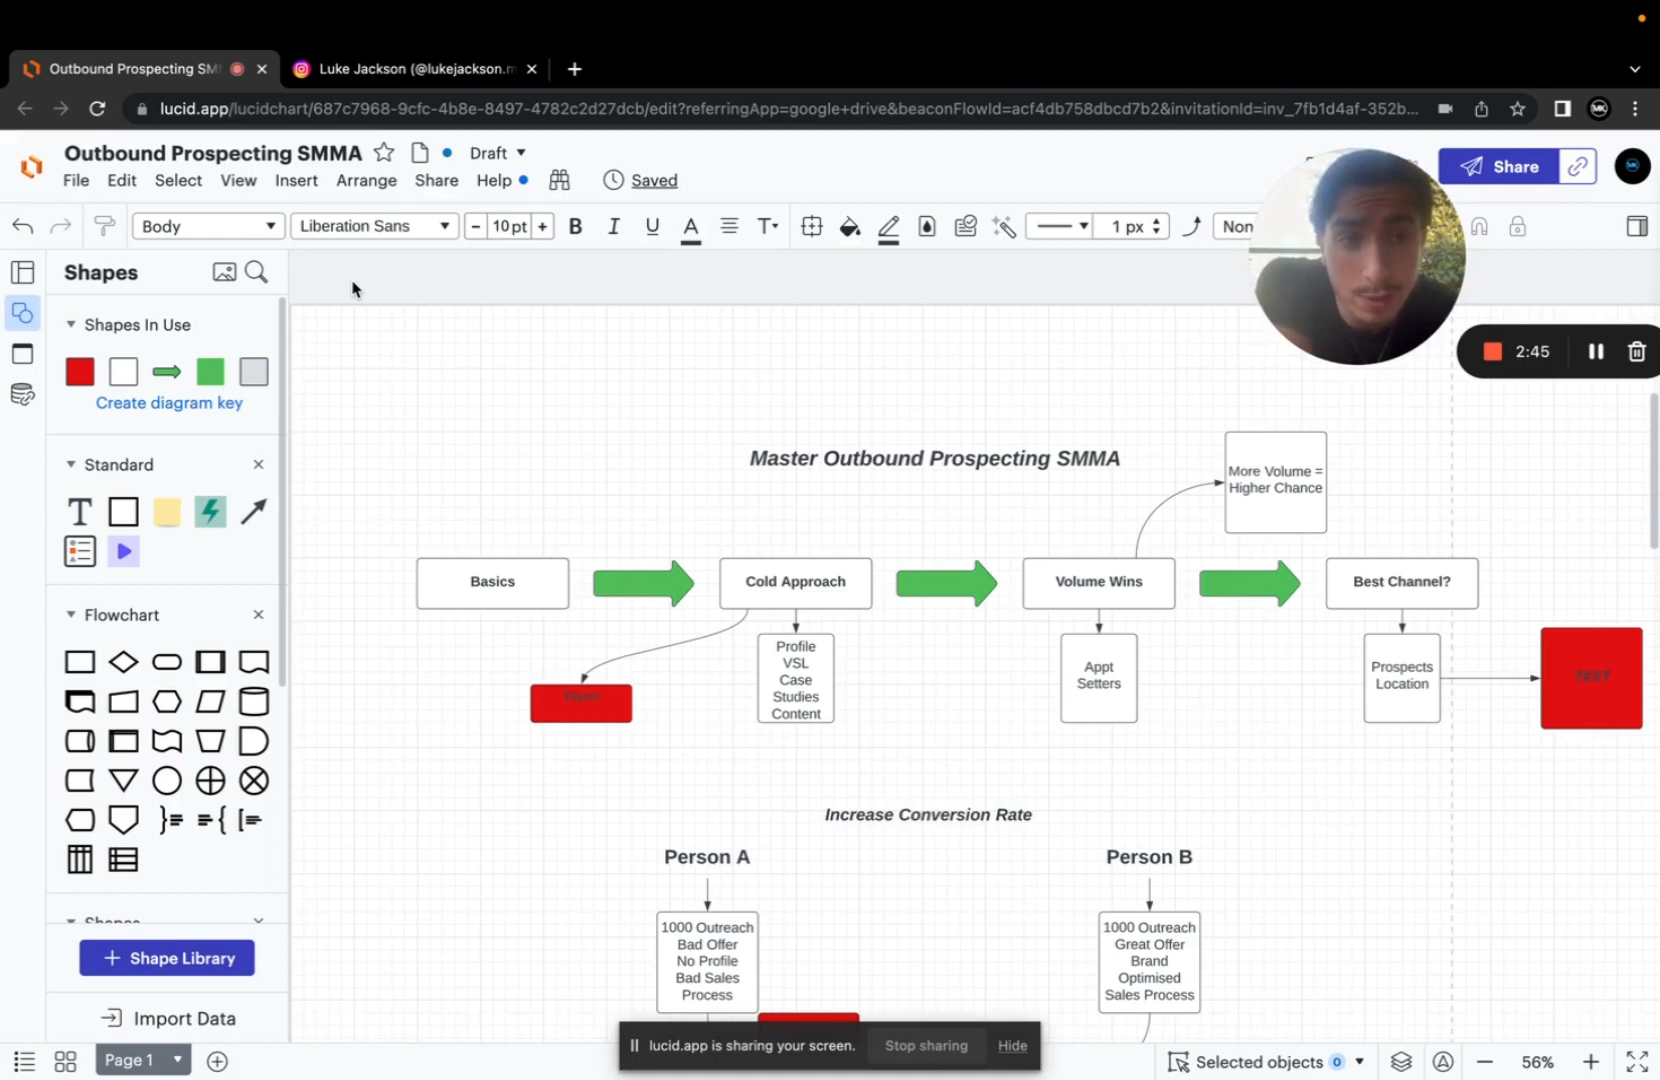 Outbound Prospecting SM
Luke Jackson (@lukejackson.m
lucid.app/lucidchart/687c7968-9cfc-4b8e-8497-4782c2d27dcb/edit?referringApp=google+drive&beaconFlowId=acf4db758dbcd7b2&invitationId=inv_7fb1d4af-352b...
Outbound Prospecting SMMA
Draft
Share
File Edit Select View Insert Arrange Share Help
Saved
Body
Liberation Sans
- 10 pt +
B I U A T
1 px
Non
Shapes
Shapes In Use
Create diagram key
Standard
T
Flowchart
Shapes
+ Shape Library
Import Data
2:45
Master Outbound Prospecting SMMA
More Volume =
Higher Chance
Basics
Cold Approach
Volume Wins
Best Channel?
Warm
Profile
VSL
Case
Studies
Content
Appt
Setters
Prospects
Location
TEST
Increase Conversion Rate
Person A
Person B
1000 Outreach
Bad Offer
No Profile
Bad Sales
Process
1000 Outreach
Great Offer
Brand
Optimised
Sales Process
lucid.app is sharing your screen.
Stop sharing
Hide
Page 1
Selected objects 0
56%